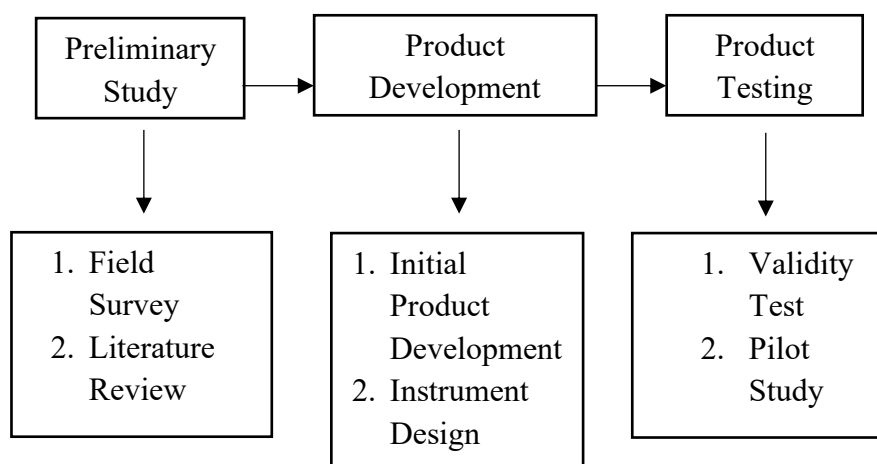 Preliminary
Study
Product
Development
Product
Testing
1. Field
Survey
2. Literature
Review
1. Initial
Product
Development
2. Instrument
Design
1. Validity
Test
2. Pilot
Study